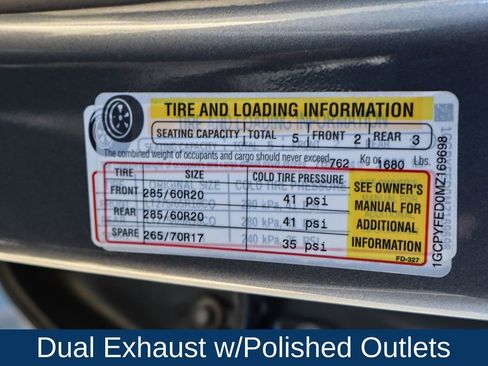 TIRE AND LOADING INFORMATION
SEATING CAPACITY TOTAL 5 FRONT 2 REAR 3
The combined weight of occupants and cargo should never exceed 762 Kg or 1680 Lbs.
TIRE SIZE COLD TIRE PRESSURE
FRONT 285/60R20 41 psi
REAR 285/60R20 41 psi
SPARE 265/70R17 35 psi
SEE OWNER'S
MANUAL FOR
ADDITIONAL
INFORMATION
FD-327
1GCPYFED0MZ169698
Dual Exhaust w/Polished Outlets